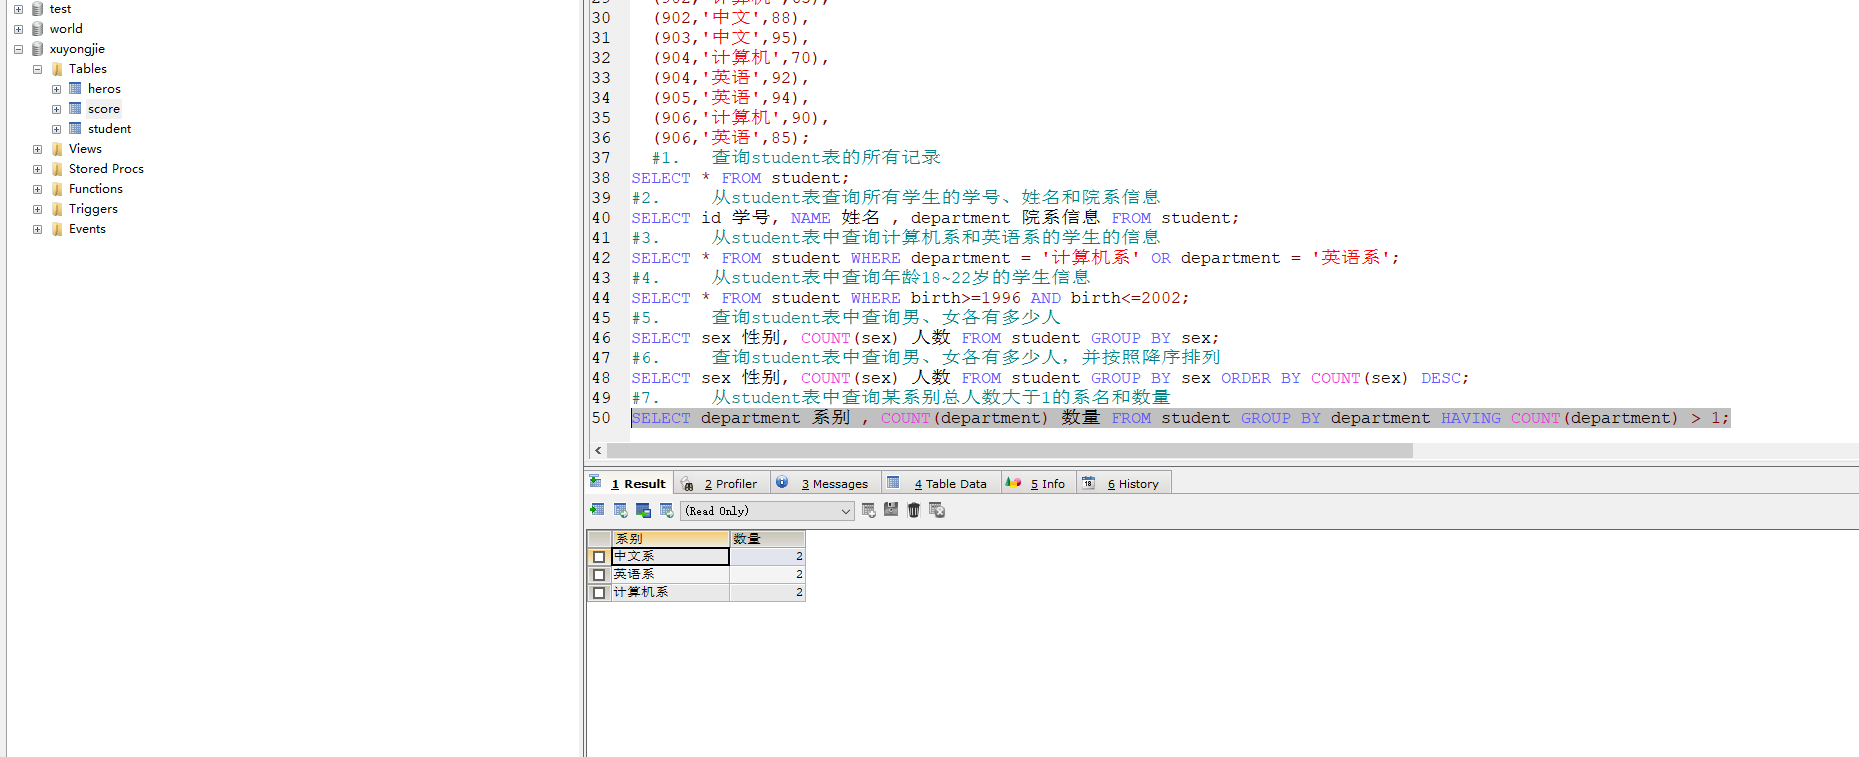 test
world
xuyongjie
Tables
heros
score
student
Views
Stored Procs
Functions
Triggers
Events
30 (902,'中文',88),
31 (903,'中文',95),
32 (904,'计算机',70),
33 (904,'英语',92),
34 (905,'英语',94),
35 (906,'计算机',90),
36 (906,'英语',85);
37 #1. 查询student表的所有记录
38 SELECT * FROM student;
39 #2. 从student表查询所有学生的学号、姓名和院系信息
40 SELECT id 学号, NAME 姓名 , department 院系信息 FROM student;
41 #3. 从student表中查询计算机系和英语系的学生的信息
42 SELECT * FROM student WHERE department = '计算机系' OR department = '英语系';
43 #4. 从student表中查询年龄18~22岁的学生信息
44 SELECT * FROM student WHERE birth>=1996 AND birth<=2002;
45 #5. 查询student表中查询男、女各有多少人
46 SELECT sex 性别, COUNT(sex) 人数 FROM student GROUP BY sex;
47 #6. 查询student表中查询男、女各有多少人，并按照降序排列
48 SELECT sex 性别, COUNT(sex) 人数 FROM student GROUP BY sex ORDER BY COUNT(sex) DESC;
49 #7. 从student表中查询某系别总人数大于1的系名和数量
50 SELECT department 系别 , COUNT(department) 数量 FROM student GROUP BY department HAVING COUNT(department) > 1;
1 Result 2 Profiler 3 Messages 4 Table Data 5 Info 6 History
(Read Only)
系别 数量
中文系 2
英语系 2
计算机系 2